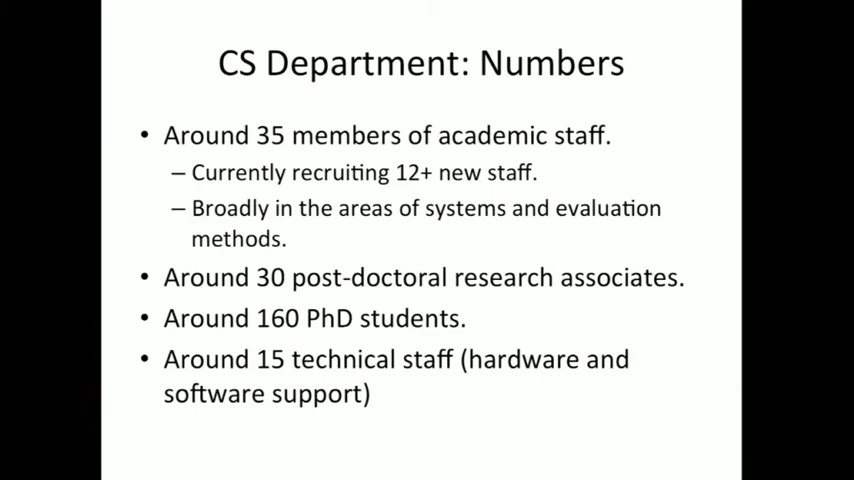 CS Department: Numbers
• Around 35 members of academic staff.
– Currently recruiting 12+ new staff.
– Broadly in the areas of systems and evaluation
methods.
• Around 30 post-doctoral research associates.
• Around 160 PhD students.
• Around 15 technical staff (hardware and
software support)